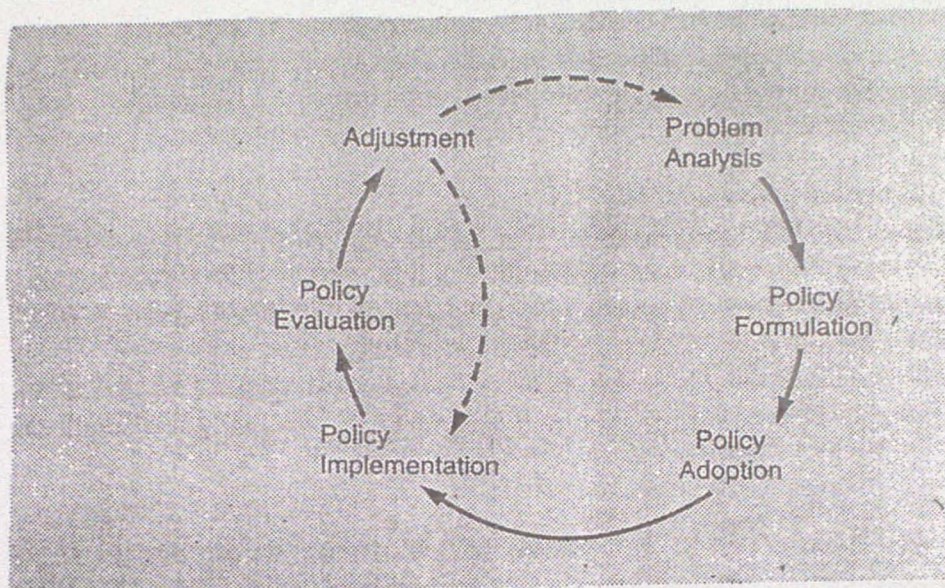 Adjustment
Problem
Analysis
Policy
Formulation
Policy
Adoption
Policy
Implementation
Policy
Evaluation